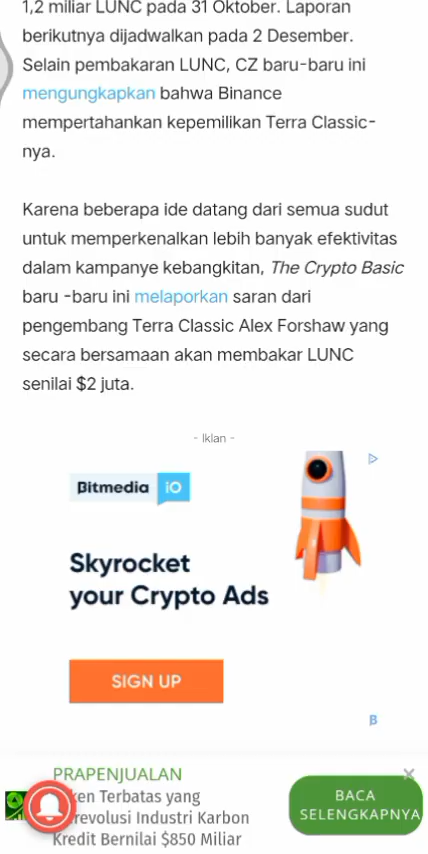 1,2 miliar LUNC pada 31 Oktober. Laporan
berikutnya dijadwalkan pada 2 Desember.
Selain pembakaran LUNC, CZ baru-baru ini
mengungkapkan bahwa Binance
mempertahankan kepemilikan Terra Classic-
nya.
Karena beberapa ide datang dari semua sudut
untuk memperkenalkan lebih banyak efektivitas
dalam kampanye kebangkitan, The Crypto Basic
baru -baru ini melaporkan saran dari
pengembang Terra Classic Alex Forshaw yang
secara bersamaan akan membakar LUNC
senilai $2 juta.
- Iklan -
Bitmedia iO
Skyrocket
your Crypto Ads
SIGN UP
B
PRAPENJUALAN
Terbatas yang
Industri Karbon
Kredit Bernilai $850 Miliar
BACA
SELENGKAPNYA